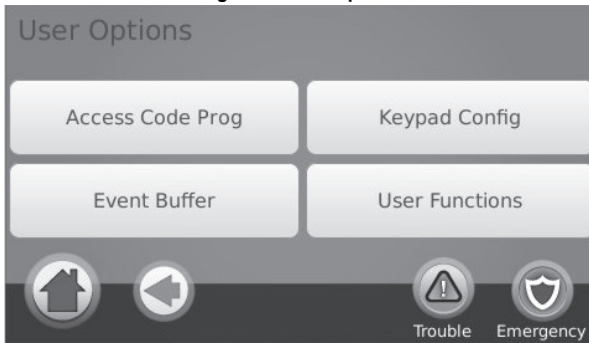 User Options
Access Code Prog
Keypad Config
Event Buffer
User Functions
Trouble
Emergency